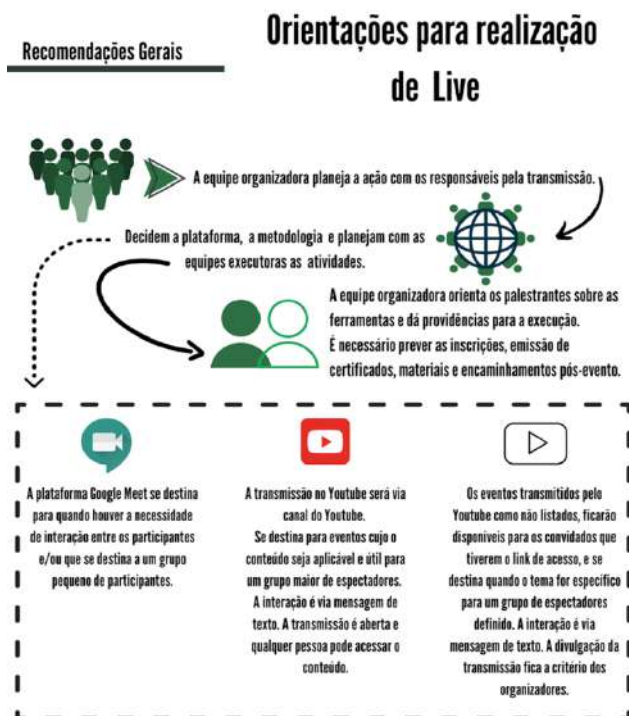 Recomendações Gerais
Orientações para realização
de Live
A equipe organizadora planeja a ação com os responsáveis pela transmissão.
Decidem a plataforma, a metodologia e planejam com as
equipes executoras as atividades.
A equipe organizadora orienta os palestrantes sobre as
ferramentas e dá providências para a execução.
É necessário prever as inscrições, emissão de
certificados, materiais e encaminhamentos pós-evento.
A plataforma Google Meet se destina
para quando houver a necessidade
de interação entre os participantes
e/ou que se destina a um grupo
pequeno de participantes.
A transmissão no Youtube será via
canal do Youtube.
Se destina para eventos cujo o
conteúdo seja aplicável e útil para
um grupo maior de espectadores.
A interação é via mensagem de
texto. A transmissão é aberta e
qualquer pessoa pode acessar o
conteúdo.
Os eventos transmitidos pelo
Youtube como não listados, ficarão
disponíveis para os convidados que
tiverem o link de acesso, e se
destina quando o tema for específico
para um grupo de espectadores
definido. A interação é via
mensagem de texto. A divulgação da
transmissão fica a critério dos
organizadores.